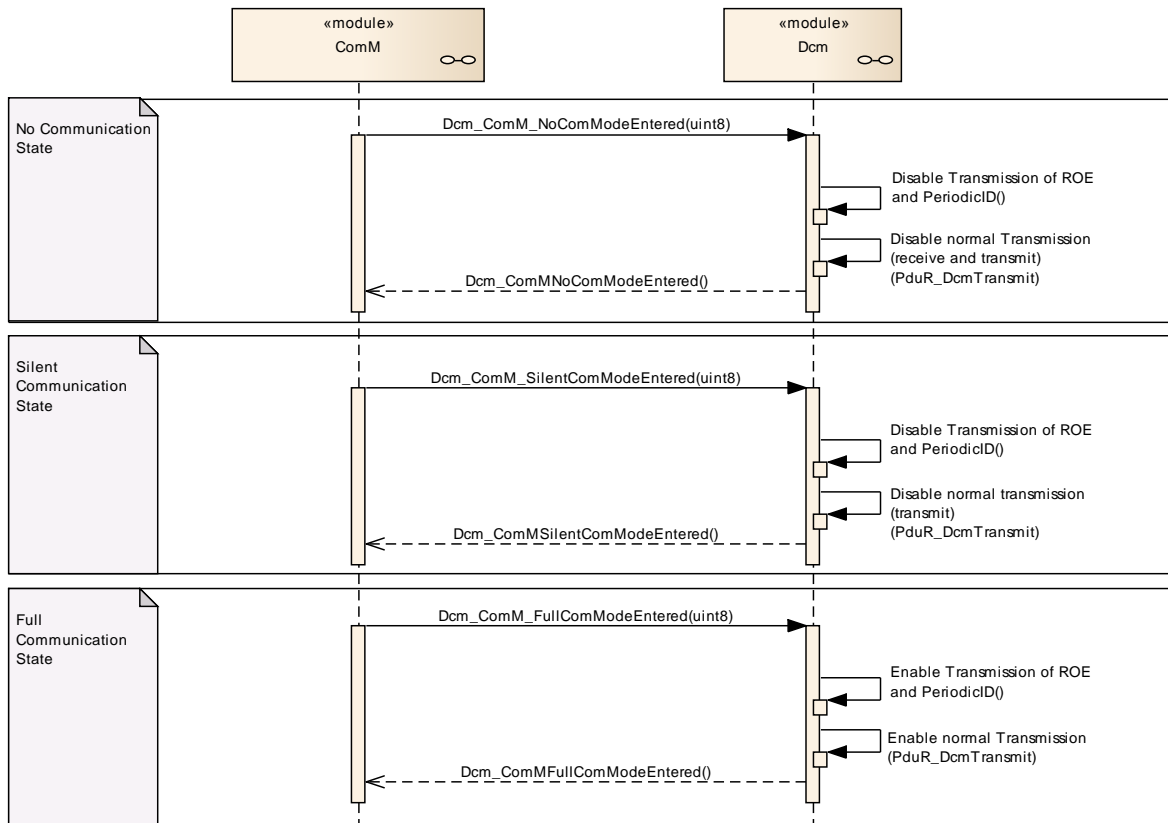 «module»
ComM
«module»
Dcm
No Communication
State
Dcm_ComM_NoComModeEntered(uint8)
Disable Transmission of ROE
and PeriodicID()
Disable normal Transmission
(receive and transmit)
(PduR_DcmTransmit)
Dcm_ComMNoComModeEntered()
Silent
Communication
State
Dcm_ComM_SilentComModeEntered(uint8)
Disable Transmission of ROE
and PeriodicID()
Disable normal transmission
(transmit)
(PduR_DcmTransmit)
Dcm_ComMSilentComModeEntered()
Full
Communication
State
Dcm_ComM_FullComModeEntered(uint8)
Enable Transmission of ROE
and PeriodicID()
Enable normal Transmission
(PduR_DcmTransmit)
Dcm_ComMFullComModeEntered()